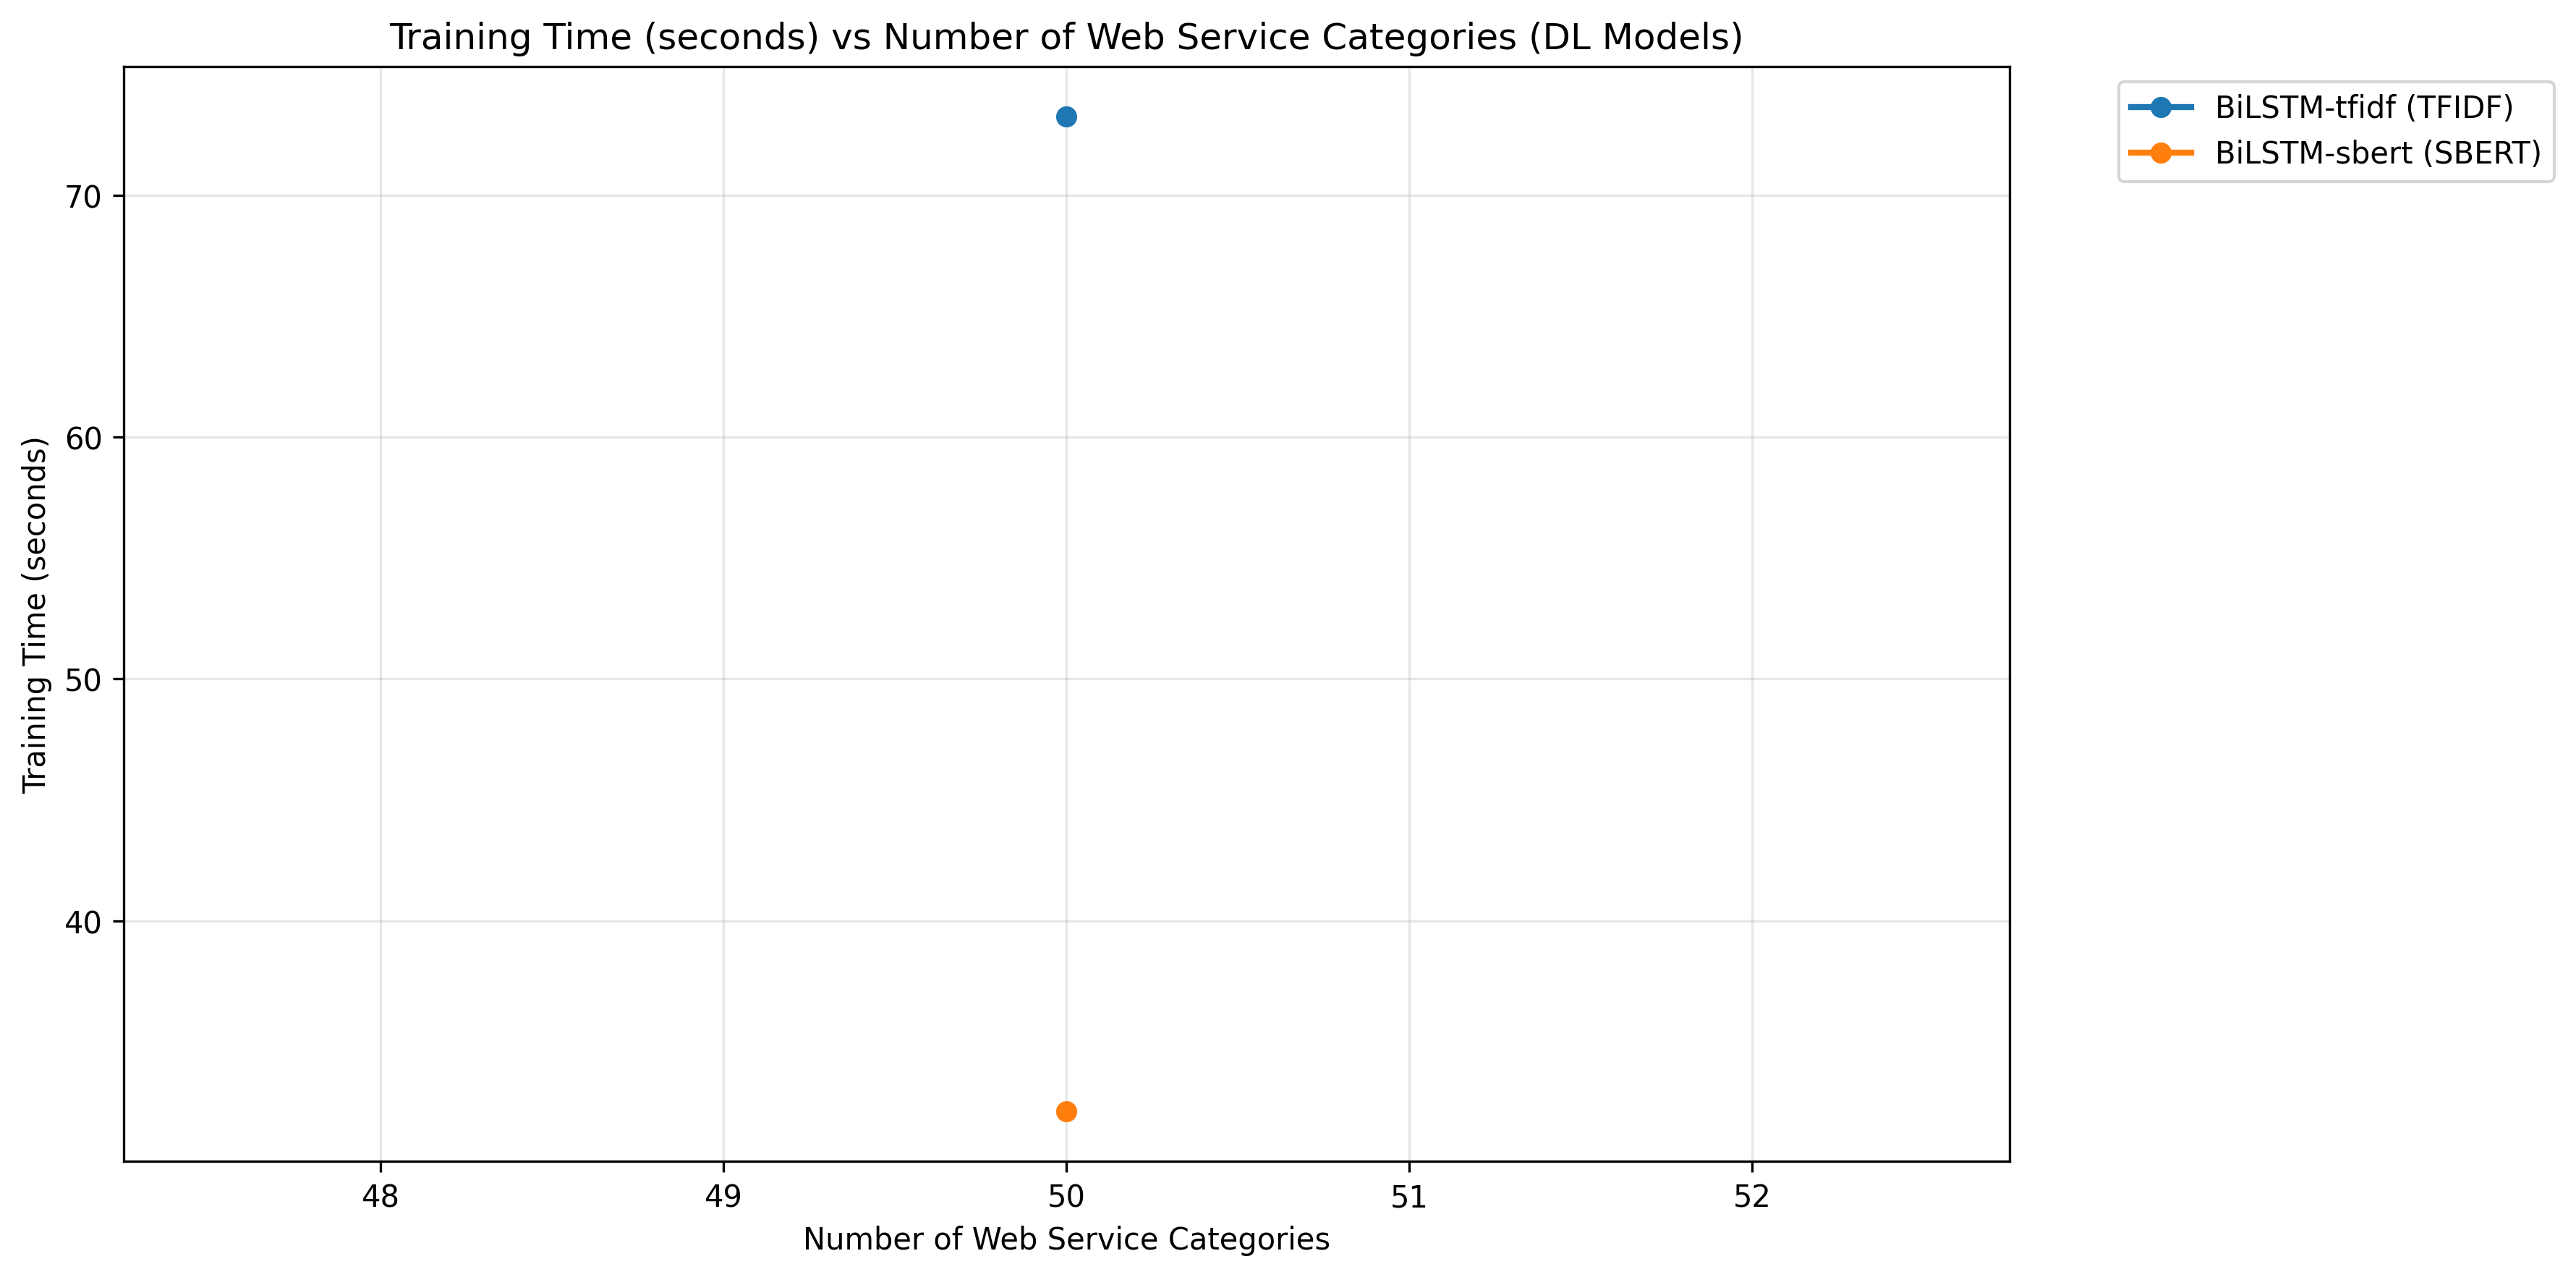 Training Time (seconds) vs Number of Web Service Categories (DL Models)
BiLSTM-tfidf (TFIDF)
BiLSTM-sbert (SBERT)
Training Time (seconds)
70
60
50
40
48 49 50 51 52
Number of Web Service Categories